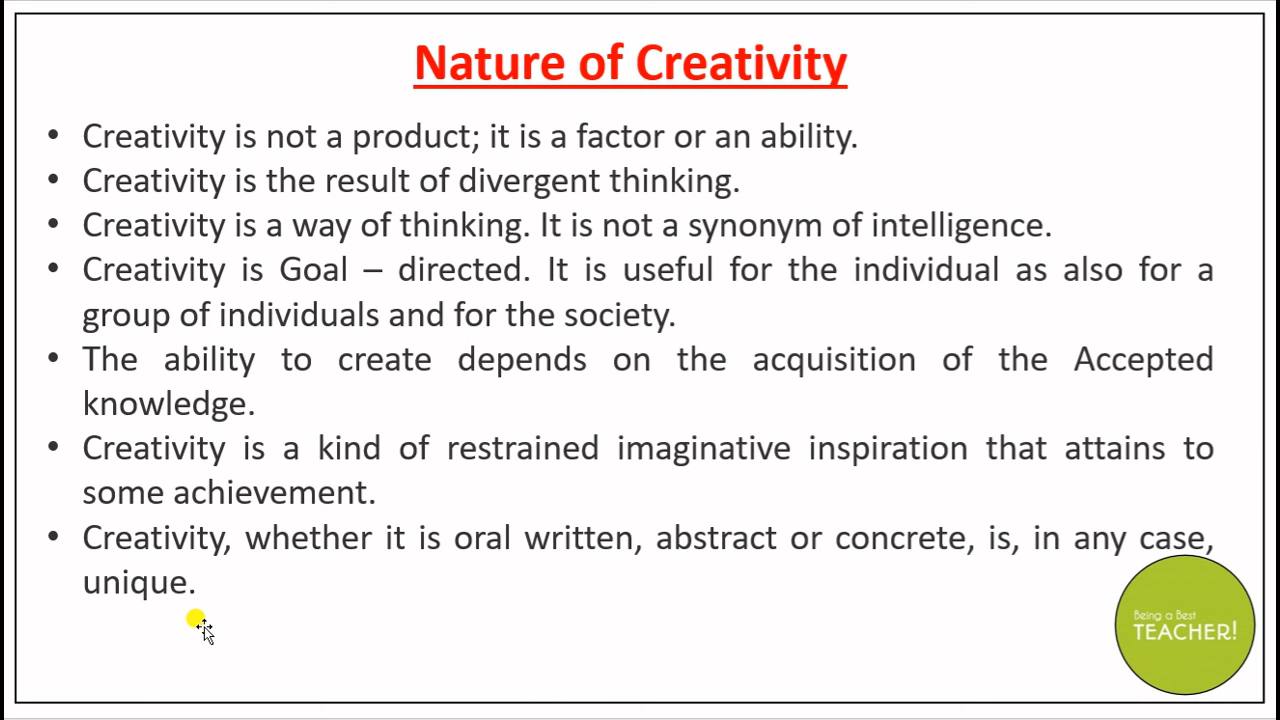 Nature of Creativity
• Creativity is not a product; it is a factor or an ability.
• Creativity is the result of divergent thinking.
• Creativity is a way of thinking. It is not a synonym of intelligence.
• Creativity is Goal – directed. It is useful for the individual as also for a
group of individuals and for the society.
• The ability to create depends on the acquisition of the Accepted
knowledge.
• Creativity is a kind of restrained imaginative inspiration that attains to
some achievement.
• Creativity, whether it is oral written, abstract or concrete, is, in any case,
unique.
Being a Best
TEACHER!